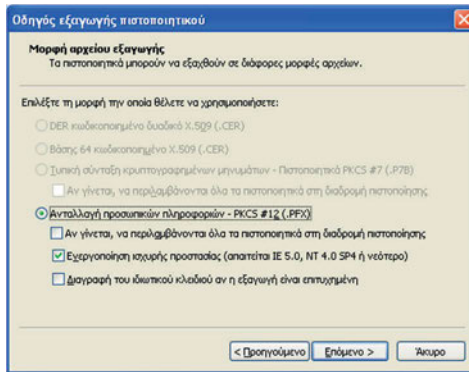 Οδηγός εξαγωγής πιστοποιητικού
Μορφή αρχείου εξαγωγής
Τα πιστοποιητικά μπορούν να εξαχθούν σε διάφορες μορφές αρχείων.
Επιλέξτε τη μορφή την οποία θέλετε να χρησιμοποιήσετε:
DER κωδικοποιημένο δυαδικό X.509 (.CER)
Βάσης 64 κωδικοποιημένο X.509 (.CER)
Τυπική σύνταξη κρυπτογραφημένων μηνυμάτων - Πιστοποιητικά PKCS #7 (.P7B)
Αν γίνεται, να περιλαμβάνονται όλα τα πιστοποιητικά στη διαδρομή πιστοποίησης
Ανταλλαγή προσωπικών πληροφοριών - PKCS #12 (.PFX)
Αν γίνεται, να περιλαμβάνονται όλα τα πιστοποιητικά στη διαδρομή πιστοποίησης
Ενεργοποίηση ισχυρής προστασίας (απαιτείται IE 5.0, NT 4.0 SP4 ή νεότερο)
Διαγραφή του ιδιωτικού κλειδιού αν η εξαγωγή είναι επιτυχημένη
< Προηγούμενο Επόμενο > Άκυρο